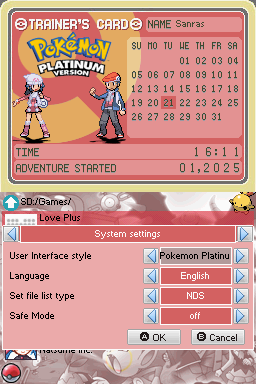 TRAINER'S CARD
NAME Sanras
POKéMON
PLATINUM
VERSION
SU MO TU WE TH FR SA
01 02 03 04
05 06 07 08 09 10 11
12 13 14 15 16 17 18
19 20 21 22 23 24 25
26 27 28 29 30 31
TIME 16:11
ADVENTURE STARTED 01,2025
SD:/Games/
Love Plus
System settings
User Interface style Pokemon Platinu
Language English
Set file list type NDS
Safe Mode off
A OK B Cancel
Natsume Inc.